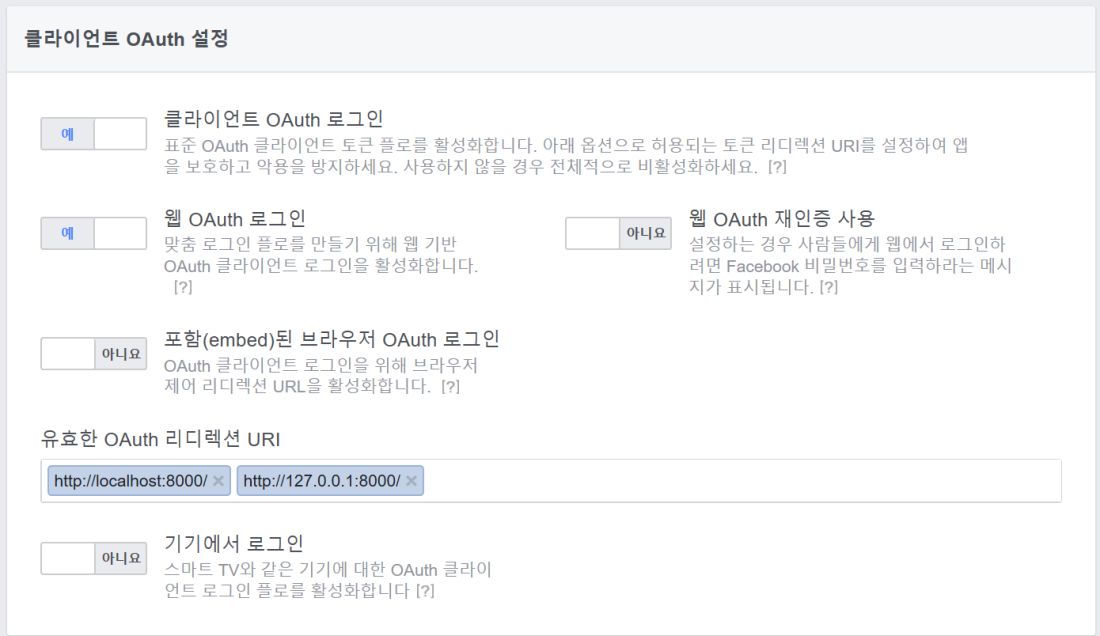 클라이언트 OAuth 설정
예
클라이언트 OAuth 로그인
표준 OAuth 클라이언트 토큰 플로를 활성화합니다. 아래 옵션으로 허용되는 토큰 리디렉션 URI를 설정하여 앱
을 보호하고 악용을 방지하세요. 사용하지 않을 경우 전체적으로 비활성화하세요. [?]
예
웹 OAuth 로그인
맞춤 로그인 플로를 만들기 위해 웹 기반
OAuth 클라이언트 로그인을 활성화합니다.
[?]
아니요
웹 OAuth 재인증 사용
설정하는 경우 사람들에게 웹에서 로그인하
려면 Facebook 비밀번호를 입력하라는 메시
지가 표시됩니다. [?]
아니요
포함(embed)된 브라우저 OAuth 로그인
OAuth 클라이언트 로그인을 위해 브라우저
제어 리디렉션 URL을 활성화합니다. [?]
유효한 OAuth 리디렉션 URI
http://localhost:8000/ × http://127.0.0.1:8000/ ×
아니요
기기에서 로그인
스마트 TV와 같은 기기에 대한 OAuth 클라이
언트 로그인 플로를 활성화합니다 [?]